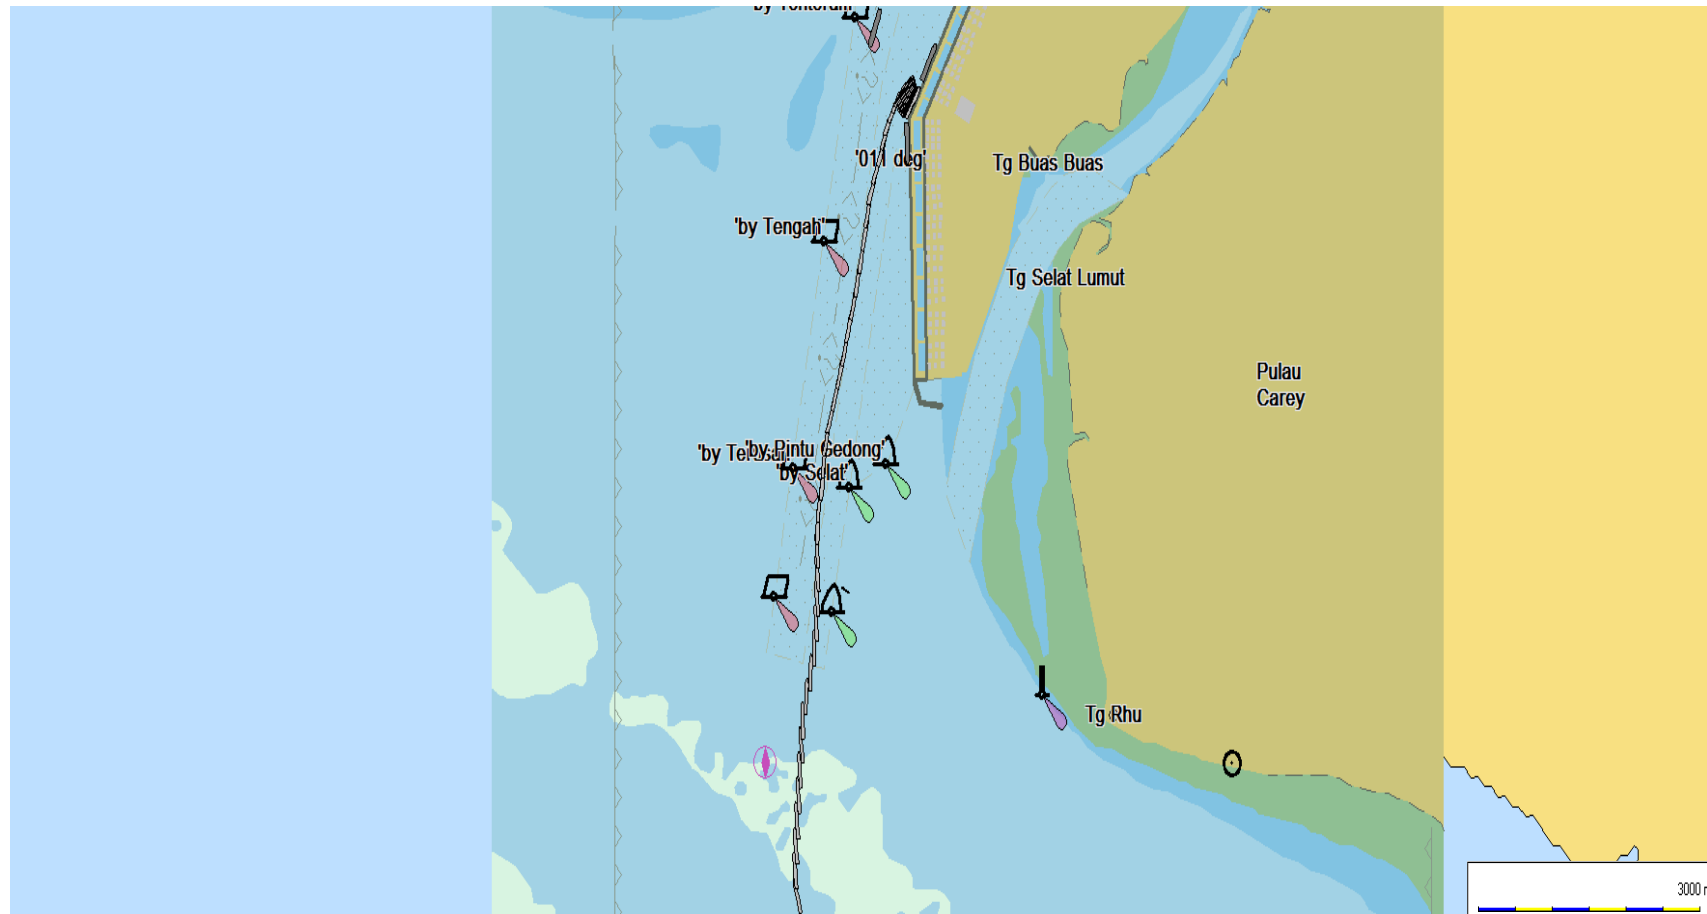 '011 deg'
Tg Buas Buas
'by Tengah'
Tg Selat Lumut
Pulau
Carey
'by Pintu Gedong'
'by Selat'
Tg Rhu
3000